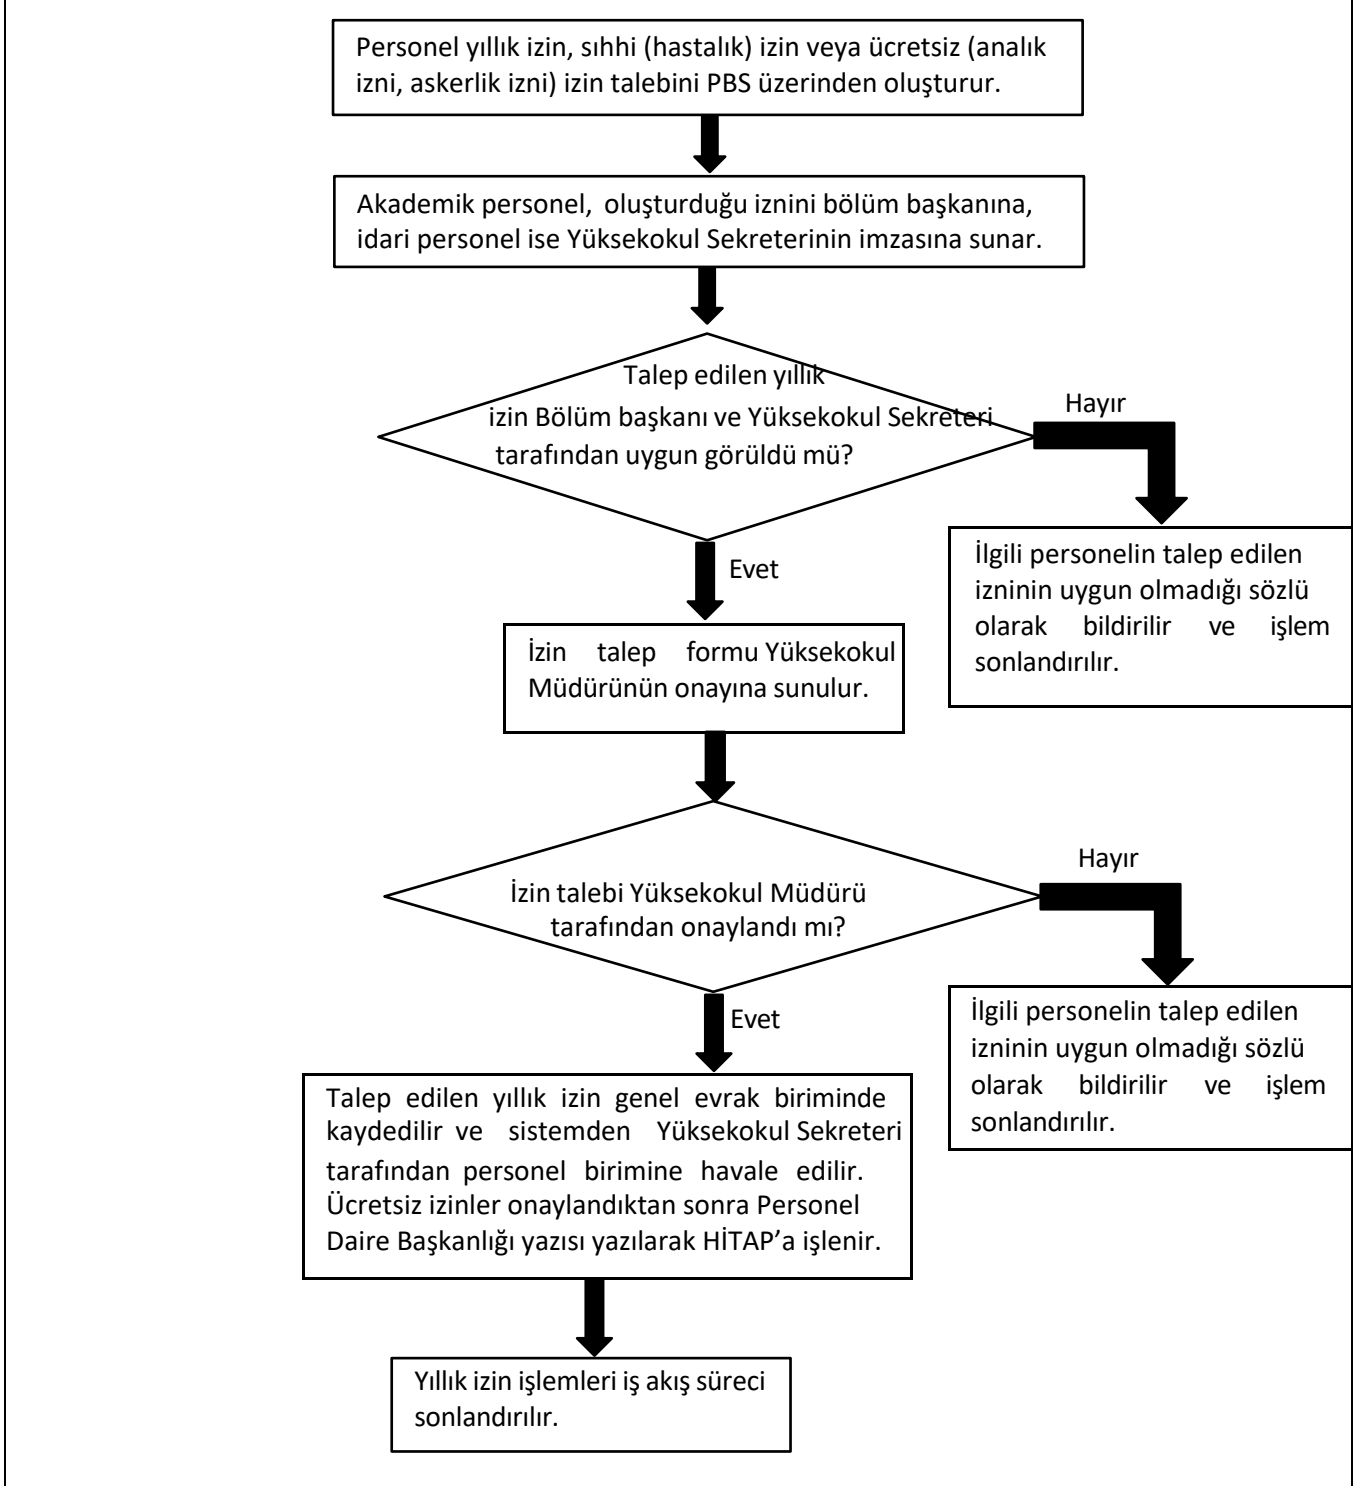 Personel yıllık izin, sıhhi (hastalık) izin veya ücretsiz (analık
izni, askerlik izni) izin talebini PBS üzerinden oluşturur.
Akademik personel, oluşturduğu iznini bölüm başkanına,
idari personel ise Yüksekokul Sekreterinin imzasına sunar.
Talep edilen yıllık
izin Bölüm başkanı ve Yüksekokul Sekreteri
tarafından uygun görüldü mü?
Hayır
İlgili personelin talep edilen
izninin uygun olmadığı sözlü
olarak bildirilir ve işlem
sonlandırılır.
Evet
İzin talep formu Yüksekokul
Müdürünün onayına sunulur.
İzin talebi Yüksekokul Müdürü
tarafından onaylandı mı?
Hayır
İlgili personelin talep edilen
izninin uygun olmadığı sözlü
olarak bildirilir ve işlem
sonlandırılır.
Evet
Talep edilen yıllık izin genel evrak biriminde
kaydedilir ve sistemden Yüksekokul Sekreteri
tarafından personel birimine havale edilir.
Ücretsiz izinler onaylandıktan sonra Personel
Daire Başkanlığı yazısı yazılarak HİTAP’a işlenir.
Yıllık izin işlemleri iş akış süreci
sonlandırılır.